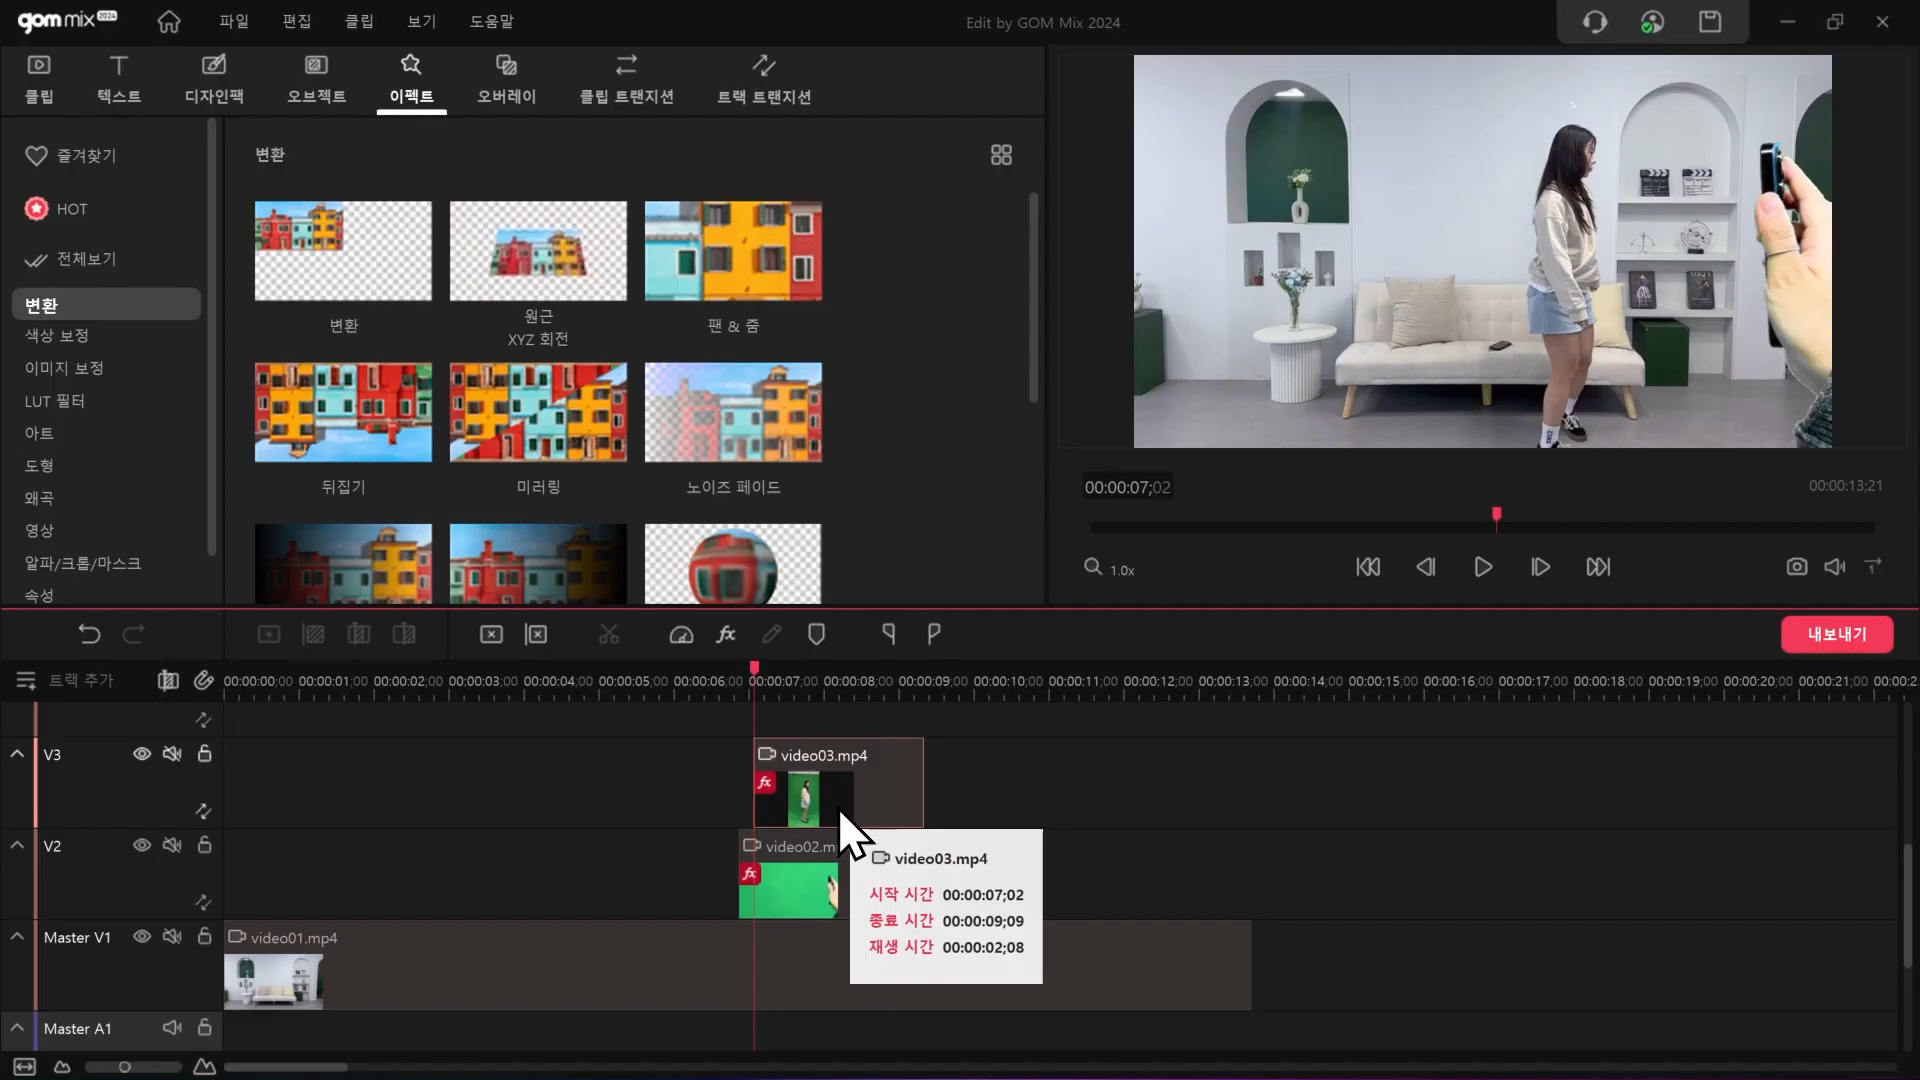 gom mix 2024
파일
편집
클립
보기
도움말
Edit by GOM Mix 2024
클립
텍스트
디자인팩
오브젝트
이펙트
오버레이
클립 트랜지션
트랙 트랜지션
즐겨찾기
HOT
전체보기
변환
색상 보정
이미지 보정
LUT 필터
아트
도형
왜곡
영상
알파/크롭/마스크
속성
변환
변환
원근
XYZ 회전
팬 & 줌
뒤집기
미러링
노이즈 페이드
00:00:07;02
00:00:13;21
1.0x
내보내기
트랙 추가
00:00:00;00
00:00:01;00
00:00:02;00
00:00:03;00
00:00:04;00
00:00:05;00
00:00:06;00
00:00:07;00
00:00:08;00
00:00:09;00
00:00:10;00
00:00:11;00
00:00:12;00
00:00:13;00
00:00:14;00
00:00:15;00
00:00:16;00
00:00:17;00
00:00:18;00
00:00:19;00
00:00:20;00
00:00:21;00
00:00:2
V3
video03.mp4
fx
V2
video02.m
fx
video03.mp4
시작 시간 00:00:07;02
종료 시간 00:00:09;09
재생 시간 00:00:02;08
Master V1
video01.mp4
Master A1